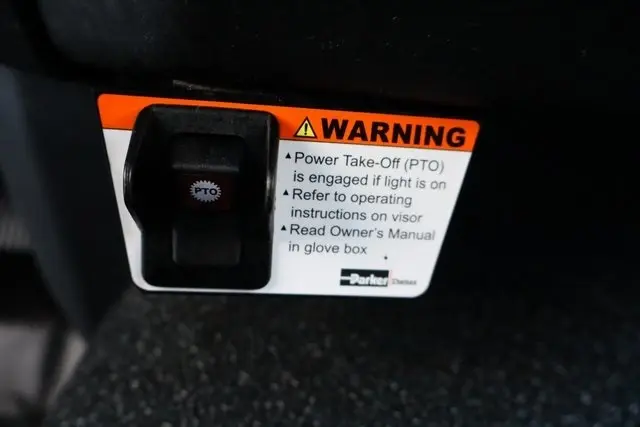 WARNING
PTO
Power Take-Off (PTO)
is engaged if light is on
Refer to operating
instructions on visor
Read Owner's Manual
in glove box
Parker Chelsea